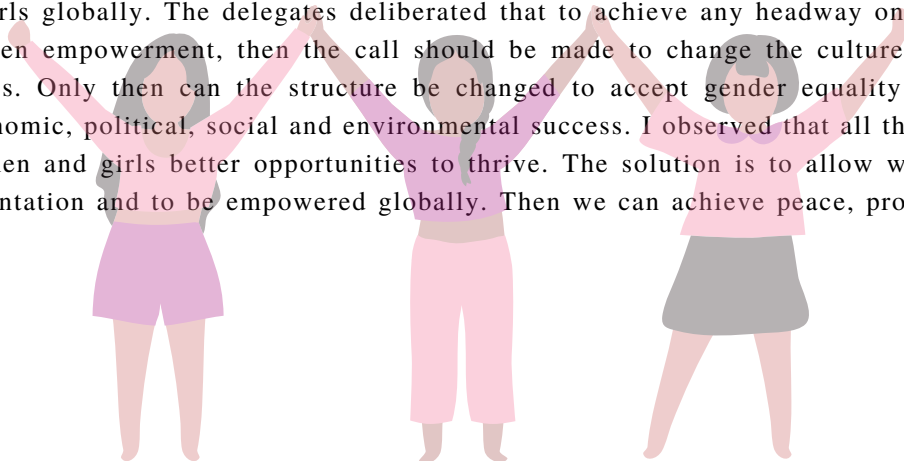 rls globally. The delegates deliberated that to achieve any headway on
en empowerment, then the call should be made to change the culture
s. Only then can the structure be changed to accept gender equality
nomic, political, social and environmental success. I observed that all th
en and girls better opportunities to thrive. The solution is to allow w
ntation and to be empowered globally. Then we can achieve peace, pro